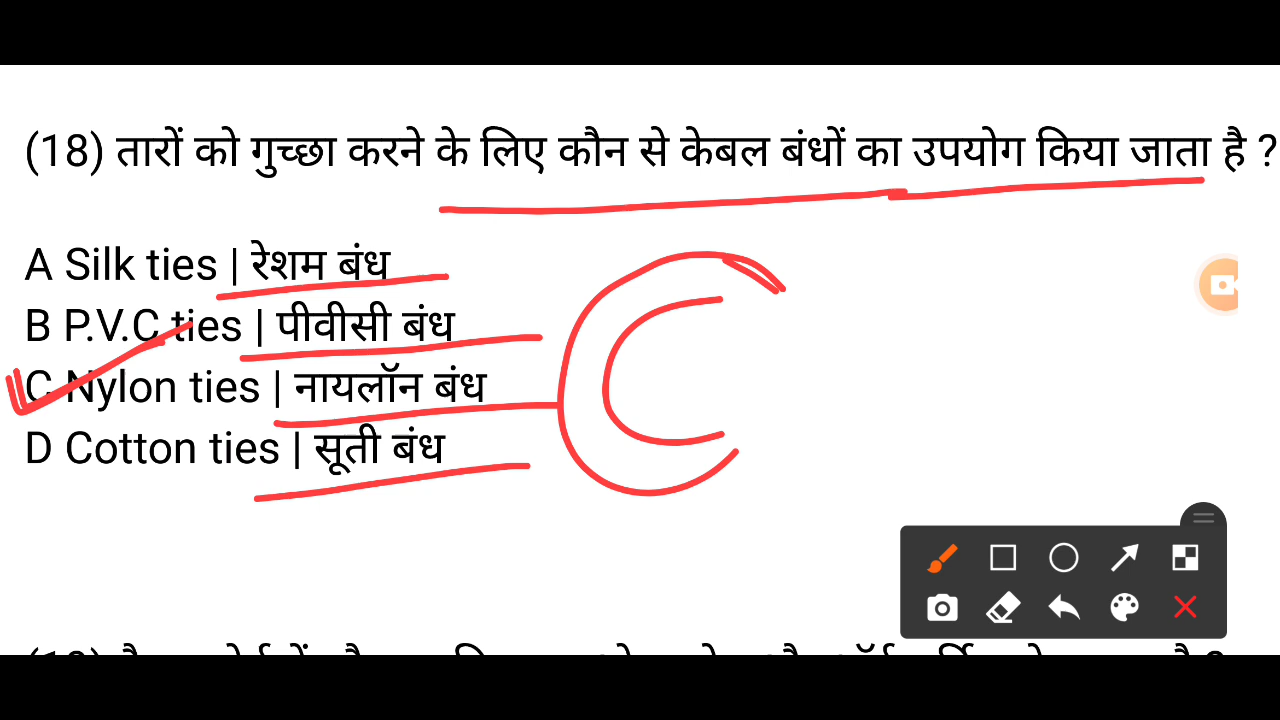 (18) तारों को गुच्छा करने के लिए कौन से केबल बंधों का उपयोग किया जाता है ?
A Silk ties | रेशम बंध
B P.V.C ties | पीवीसी बंध
C Nylon ties | नायलॉन बंध
D Cotton ties | सूती बंध
C